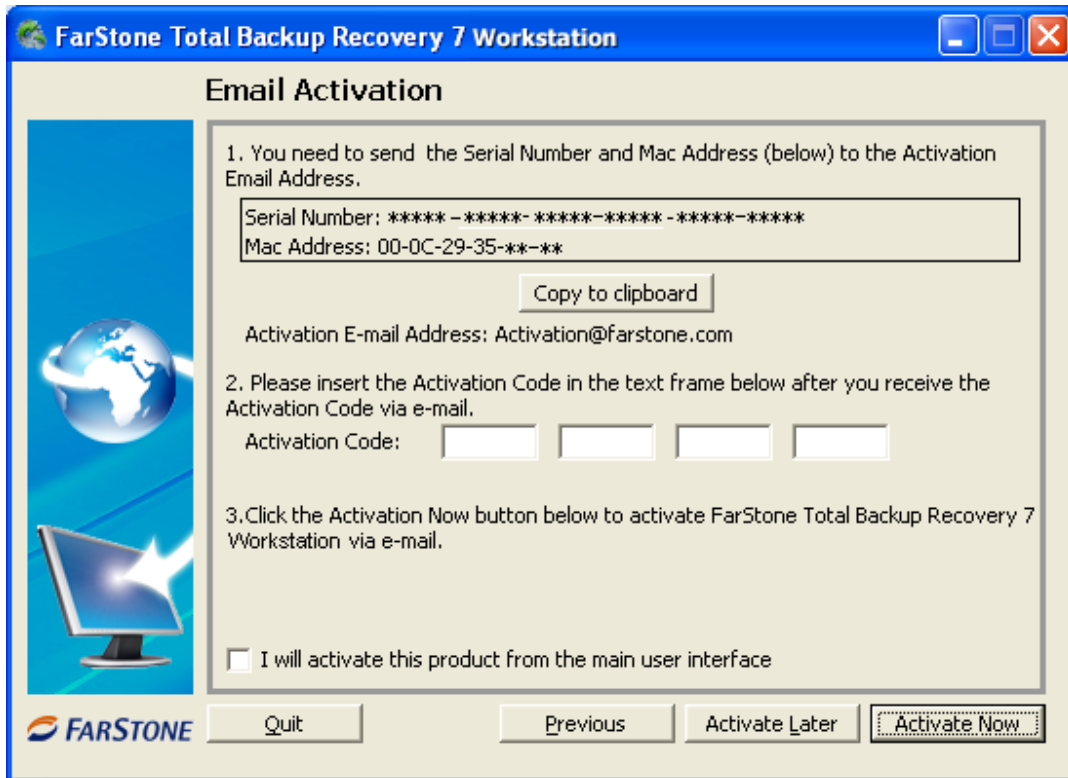 FarStone Total Backup Recovery 7 Workstation
Email Activation
1. You need to send the Serial Number and Mac Address (below) to the Activation
Email Address.
Serial Number: ***** -*****- *****-***** -*****-*****
Mac Address: 00-0C-29-35-**-**
Copy to clipboard
Activation E-mail Address: Activation@farstone.com
2. Please insert the Activation Code in the text frame below after you receive the
Activation Code via e-mail.
Activation Code:
3.Click the Activation Now button below to activate FarStone Total Backup Recovery 7
Workstation via e-mail.
I will activate this product from the main user interface
FARSTONE
Quit
Previous
Activate Later
Activate Now